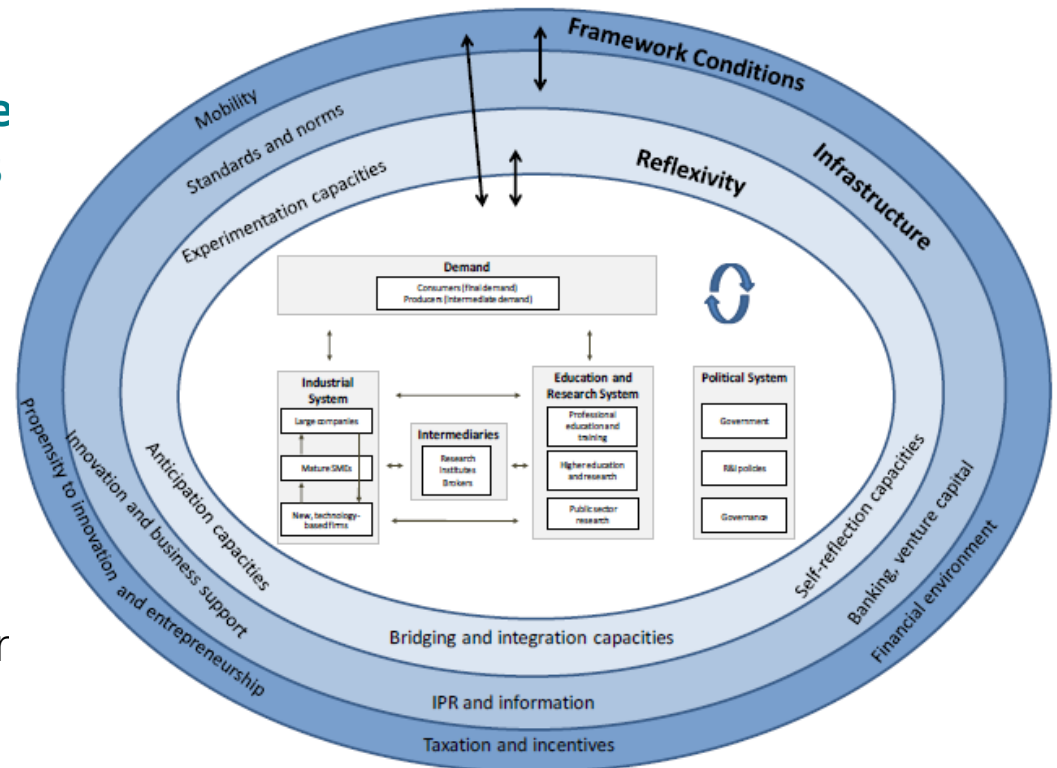 Framework Conditions
Mobility
Standards and norms
Infrastructure
Experimentation capacities
Reflexivity
e
Demand
Consumers (final demand)
Producers (intermediate demand)
Industrial
System
Large companies
Mature SMEs
New, technology-
based firms
Intermediaries
Research
Institutes
Brokers
Education and
Research System
Professional
education and
training
Higher education
and research
Public sector
research
Political System
Government
R&I policies
Governance
Propensity to innovation and entrepreneurship
Innovation and business support
Anticipation capacities
Self-reflection capacities
Banking, venture capital
Financial environment
Bridging and integration capacities
IPR and information
Taxation and incentives